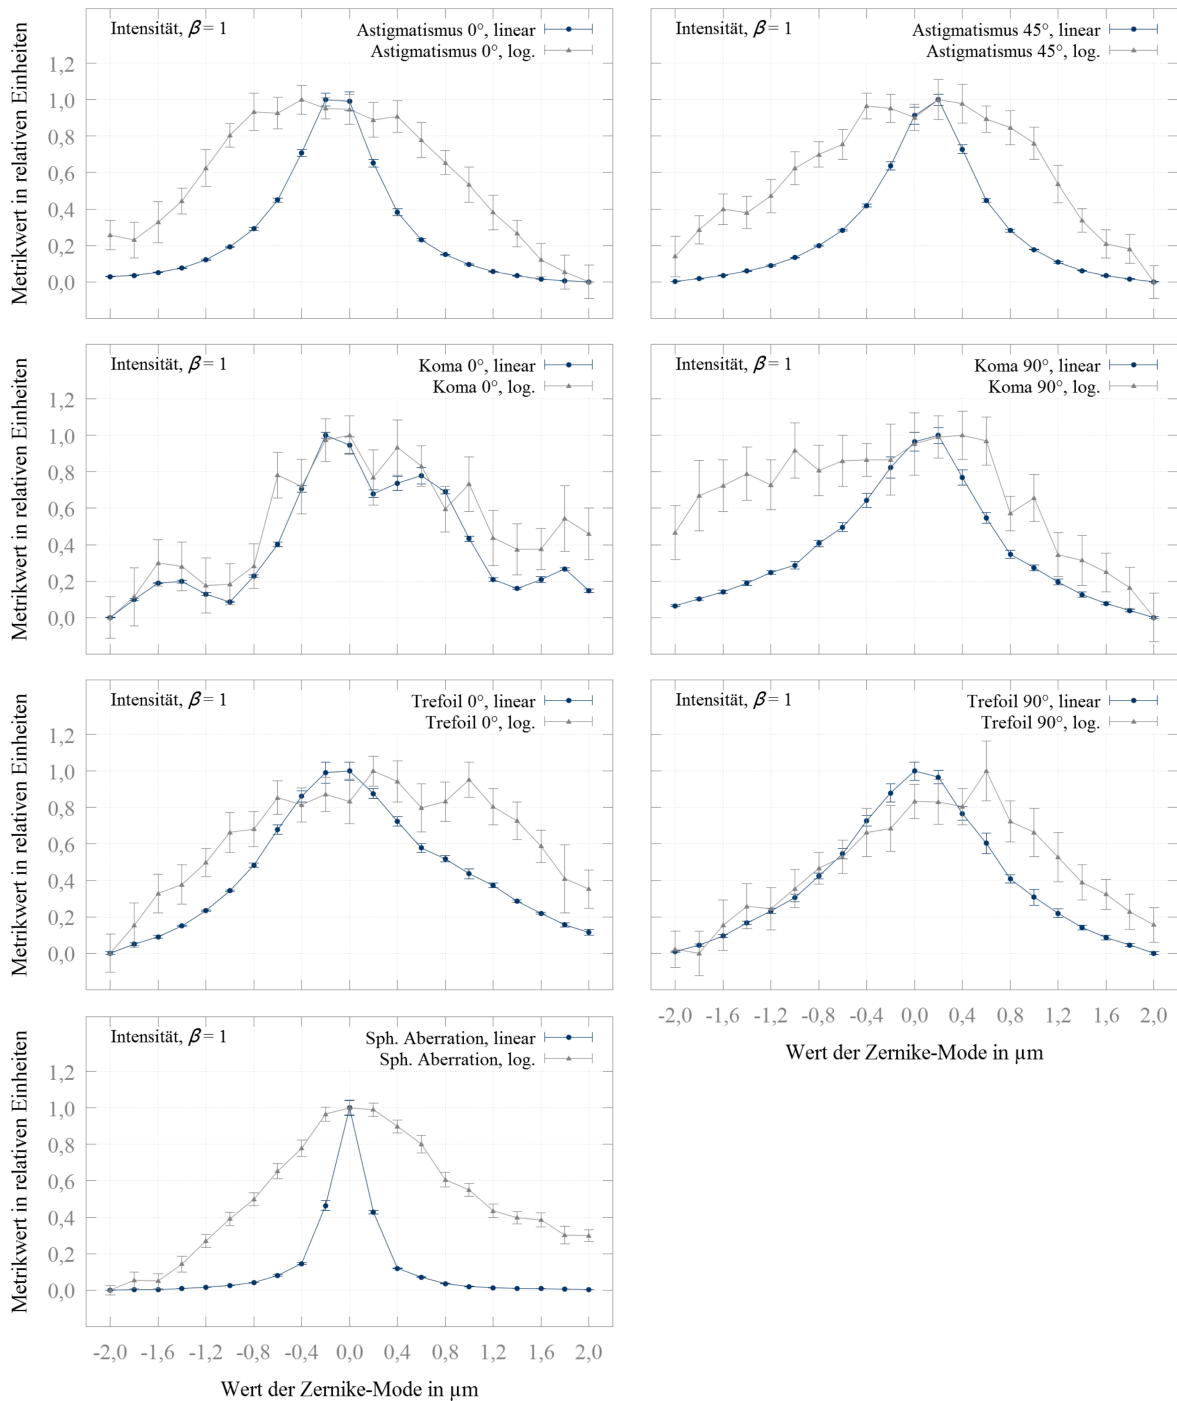 Intensität, β = 1
Astigmatismus 0°, linear
Astigmatismus 0°, log.
Metrikwert in relativen Einheiten
1,2
1,0
0,8
0,6
0,4
0,2
0,0
Intensität, β = 1
Astigmatismus 45°, linear
Astigmatismus 45°, log.
Intensität, β = 1
Koma 0°, linear
Koma 0°, log.
Metrikwert in relativen Einheiten
1,2
1,0
0,8
0,6
0,4
0,2
0,0
Intensität, β = 1
Koma 90°, linear
Koma 90°, log.
Intensität, β = 1
Trefoil 0°, linear
Trefoil 0°, log.
Metrikwert in relativen Einheiten
1,2
1,0
0,8
0,6
0,4
0,2
0,0
Intensität, β = 1
Trefoil 90°, linear
Trefoil 90°, log.
-2,0 -1,6 -1,2 -0,8 -0,4 0,0 0,4 0,8 1,2 1,6 2,0
Wert der Zernike-Mode in µm
Intensität, β = 1
Sph. Aberration, linear
Sph. Aberration, log.
Metrikwert in relativen Einheiten
1,2
1,0
0,8
0,6
0,4
0,2
0,0
-2,0 -1,6 -1,2 -0,8 -0,4 0,0 0,4 0,8 1,2 1,6 2,0
Wert der Zernike-Mode in µm